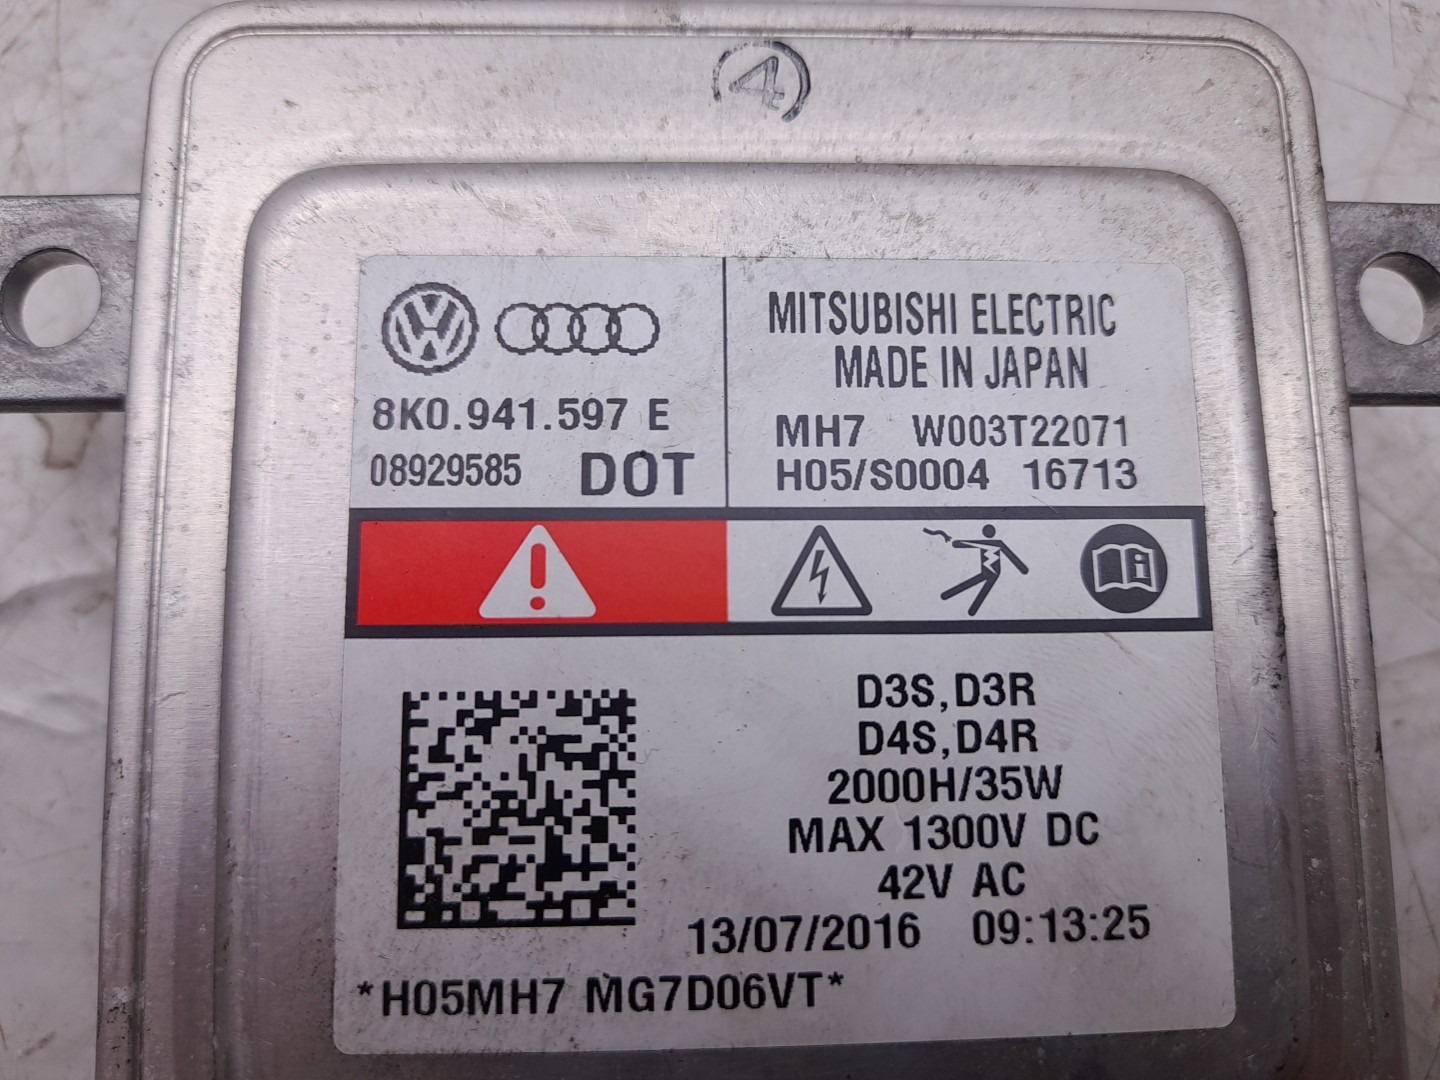 4
8K0.941.597 E
08929585 DOT
MITSUBISHI ELECTRIC
MADE IN JAPAN
MH7 W003T22071
H05/S0004 16713
D3S,D3R
D4S,D4R
2000H/35W
MAX 1300V DC
42V AC
13/07/2016 09:13:25
*H05MH7 MG7D06VT*